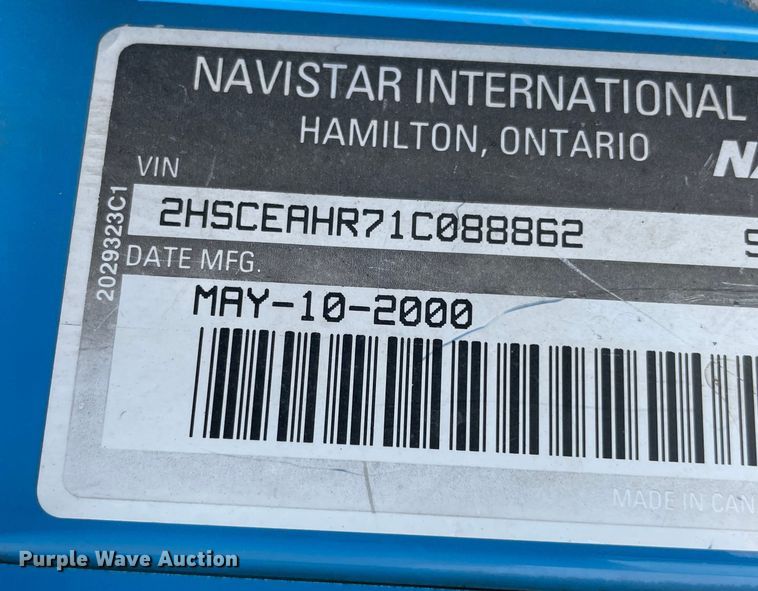 NAVISTAR INTERNATIONAL
HAMILTON, ONTARIO
VIN
2HSCEAHR71C088862
DATE MFG.
MAY-10-2000
2029323C1
MADE IN CAN
Purple Wave Auction